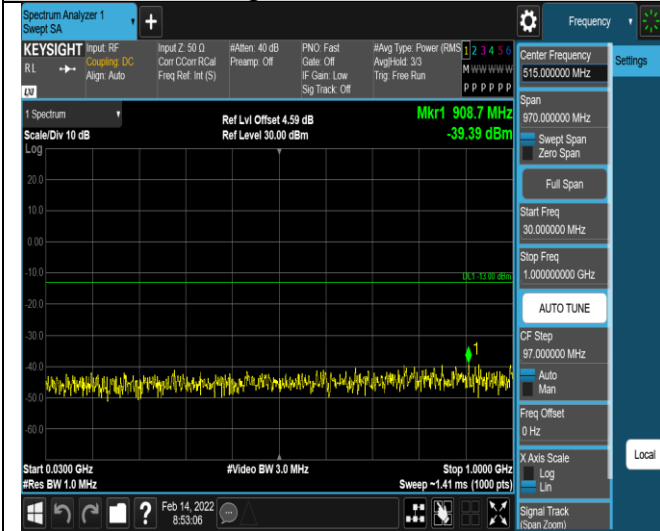 Spectrum Analyzer 1
Swept SA
Frequency
KEYSIGHT
RL
Input: RF
Coupling: DC
Align: Auto
Input Z: 50 Ω
Corr CCorr RCal
Freq Ref: Int (S)
#Atten: 40 dB
Preamp: Off
PNO: Fast
Gate: Off
IF Gain: Low
Sig Track: Off
#Avg Type: Power (RMS
Avg|Hold: 3/3
Trig: Free Run
1 2 3 4 5 6
M W W W W W
P P P P P P
LXI
1 Spectrum
Scale/Div 10 dB
Log
Ref Lvl Offset 4.59 dB
Ref Level 30.00 dBm
Mkr1 908.7 MHz
-39.39 dBm
20.0
10.0
0.00
-10.0
DL1 -13.00 dBm
-20.0
-30.0
-40.0
1
-50.0
-60.0
Start 0.0300 GHz
#Res BW 1.0 MHz
#Video BW 3.0 MHz
Stop 1.0000 GHz
Sweep ~1.41 ms (1000 pts)
Feb 14, 2022
8:53:06
Center Frequency
515.000000 MHz
Span
970.000000 MHz
Swept Span
Zero Span
Full Span
Start Freq
30.000000 MHz
Stop Freq
1.000000000 GHz
AUTO TUNE
CF Step
97.000000 MHz
Auto
Man
Freq Offset
0 Hz
X Axis Scale
Log
Lin
Signal Track
(Span Zoom)
Settings
Local